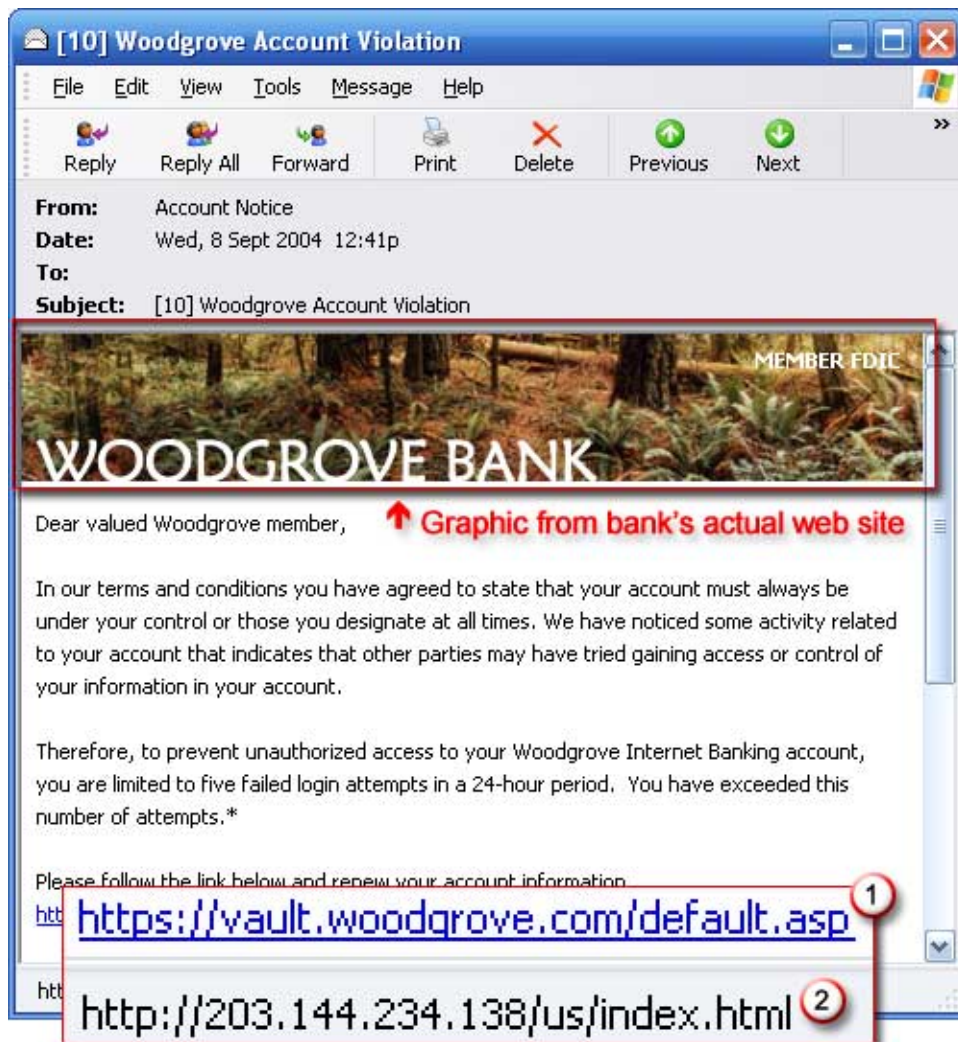 [10] Woodgrove Account Violation
File Edit View Tools Message Help
Reply Reply All Forward Print Delete Previous Next »
From: Account Notice
Date: Wed, 8 Sept 2004 12:41p
To:
Subject: [10] Woodgrove Account Violation
MEMBER FDIC
WOODGROVE BANK
Dear valued Woodgrove member,
Graphic from bank's actual web site
In our terms and conditions you have agreed to state that your account must always be
under your control or those you designate at all times. We have noticed some activity related
to your account that indicates that other parties may have tried gaining access or control of
your information in your account.
Therefore, to prevent unauthorized access to your Woodgrove Internet Banking account,
you are limited to five failed login attempts in a 24-hour period. You have exceeded this
number of attempts.*
Please follow the link below and renew your account information
htt
https://vault.woodgrove.com/default.asp 1
htt
http://203.144.234.138/us/index.html 2